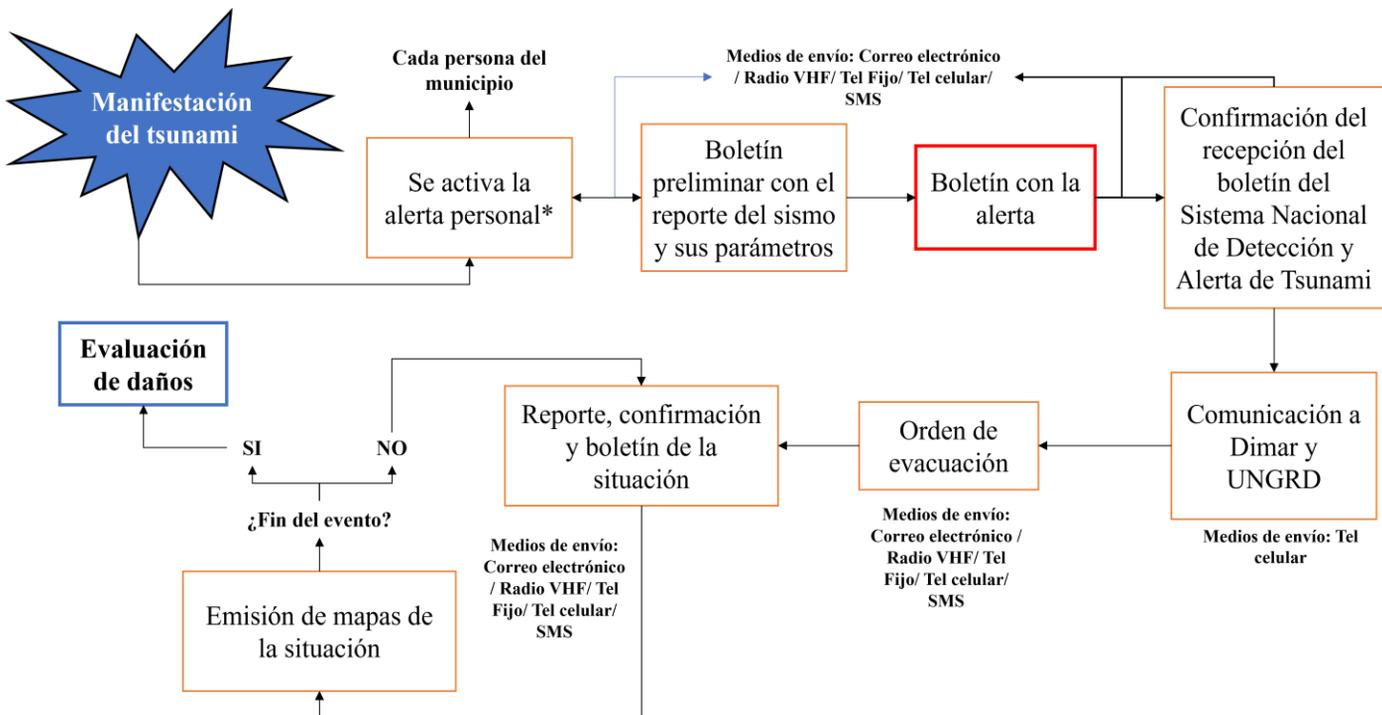 Manifestación
del tsunami
Cada persona del
municipio
Se activa la
alerta personal*
Medios de envío: Correo electrónico
/ Radio VHF/ Tel Fijo/ Tel celular/
SMS
Boletín
preliminar con el
reporte del sismo
y sus parámetros
Boletín con la
alerta
Confirmación del
recepción del
boletín del
Sistema Nacional
de Detección y
Alerta de Tsunami
Comunicación a
Dimar y
UNGRD
Medios de envío: Tel
celular
Orden de
evacuación
Medios de envío:
Correo electrónico /
Radio VHF/ Tel
Fijo/ Tel celular/
SMS
Reporte, confirmación
y boletín de la
situación
Medios de envío:
Correo electrónico
/ Radio VHF/ Tel
Fijo/ Tel celular/
SMS
Emisión de mapas de
la situación
¿Fin del evento?
SI
NO
Evaluación
de daños